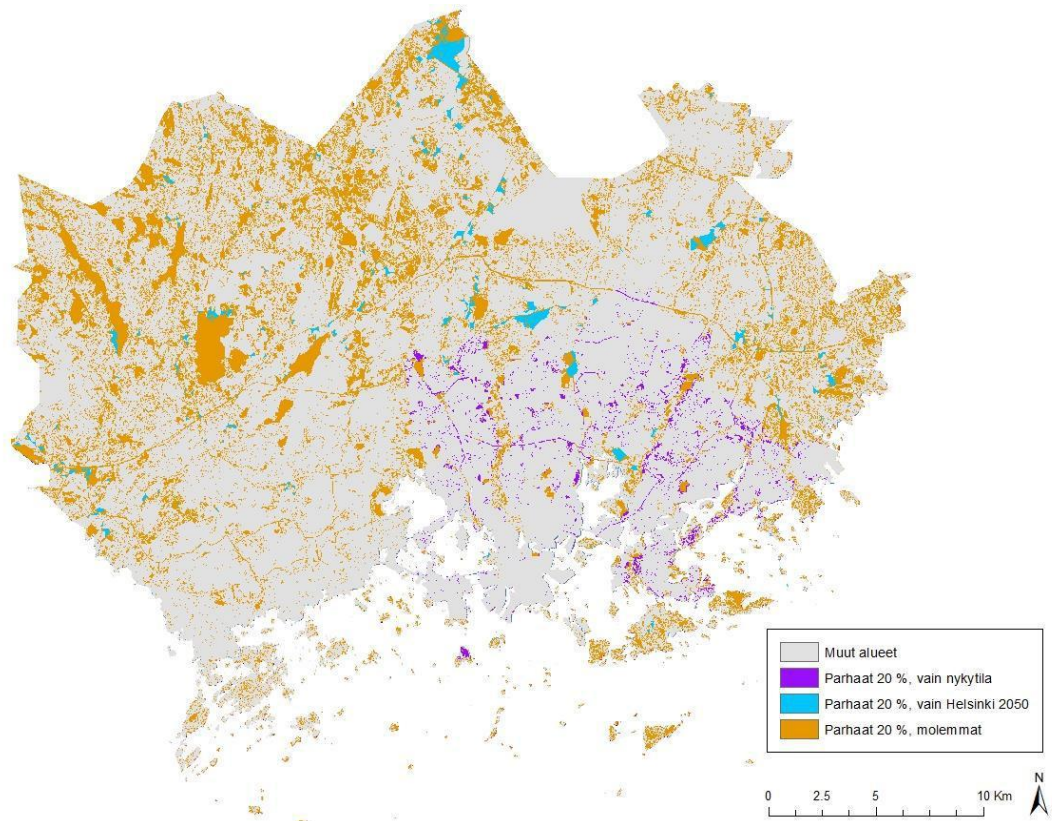 Muut alueet
Parhaat 20 %, vain nykytila
Parhaat 20 %, vain Helsinki 2050
Parhaat 20 %, molemmat
N
0 2.5 5 10 Km